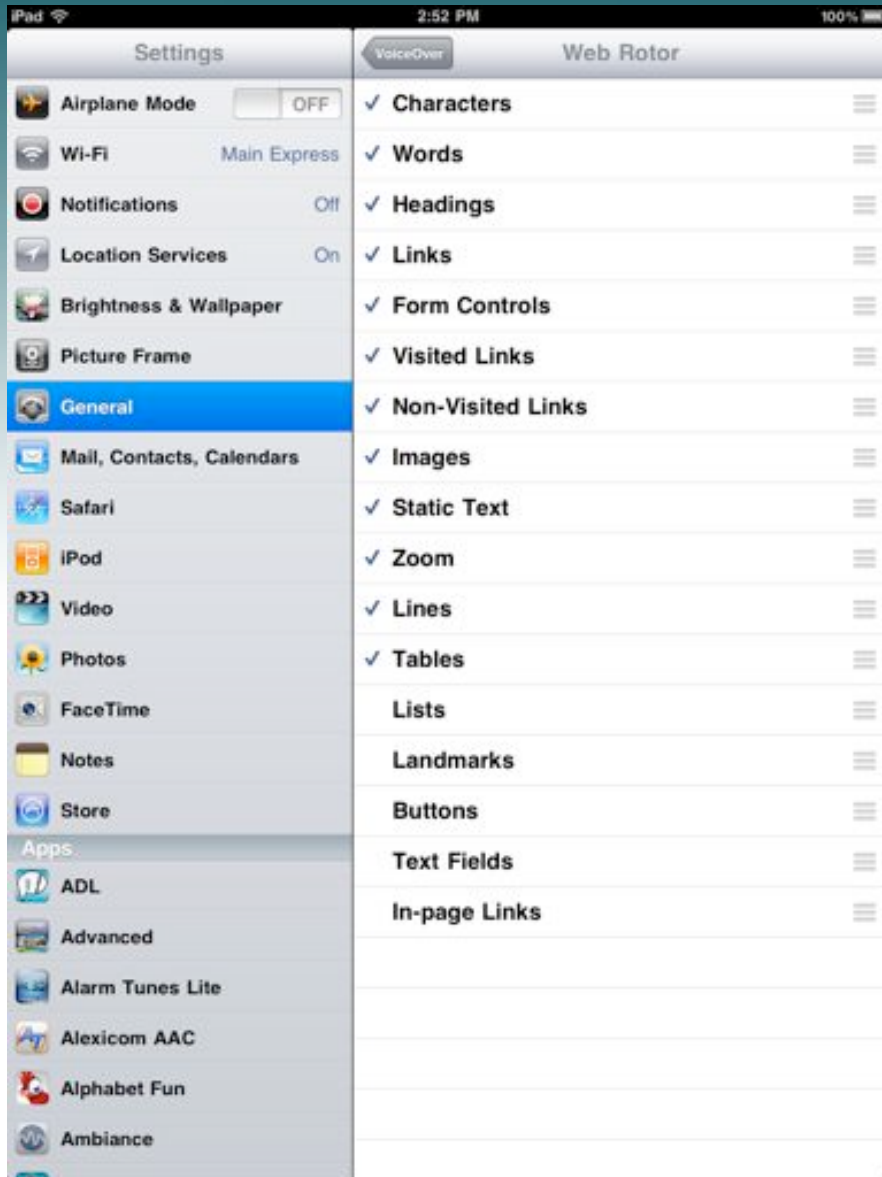 iPad 2:52 PM 100%
Settings
Airplane Mode OFF
Wi-Fi Main Express
Notifications Off
Location Services On
Brightness & Wallpaper
Picture Frame
General
Mail, Contacts, Calendars
Safari
iPod
Video
Photos
FaceTime
Notes
Store
Apps
ADL
Advanced
Alarm Tunes Lite
Alexicom AAC
Alphabet Fun
Ambiance
VoiceOver Web Rotor
✓ Characters
✓ Words
✓ Headings
✓ Links
✓ Form Controls
✓ Visited Links
✓ Non-Visited Links
✓ Images
✓ Static Text
✓ Zoom
✓ Lines
✓ Tables
Lists
Landmarks
Buttons
Text Fields
In-page Links